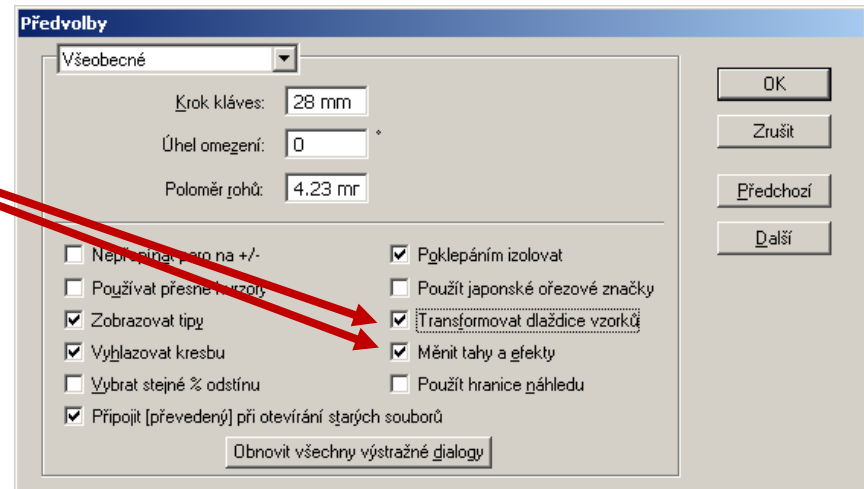 Předvolby
Všeobecné
Krok kláves: 28 mm
Úhel omezení: 0 °
Poloměr rohů: 4.23 mr
OK
Zrušit
Předchozí
Další
Nepřepínat pero na +/-
Používat přesné kurzory
Zobrazovat tipy
Vyhlazovat kresbu
Vybrat stejné % odstínu
Připojit [převedený] při otevírání starých souborů
Poklepáním izolovat
Použít japonské ořezové značky
Transformovat dlaždice vzorků
Měnit tahy a efekty
Použít hranice náhledu
Obnovit všechny výstražné dialogy